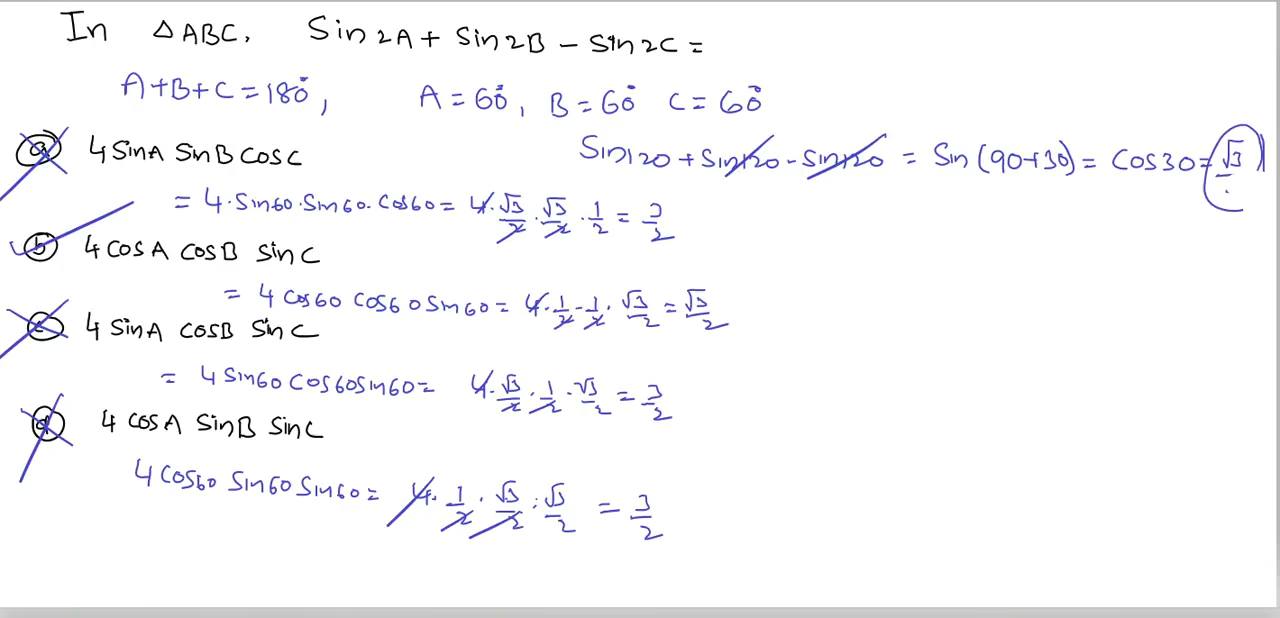 In △ABC, Sin2A + Sin2B − Sin2C =
A+B+C = 180°, A = 60°, B = 60° C = 60°
ⓐ 4 SinA SinB CosC
Sin120 + Sin120 − Sin120 = Sin(90+30) = Cos30 = √3/2
= 4·Sin60·Sin60·Cos60 = 4·√3/2·√3/2·1/2 = 3/2
ⓑ 4 CosA CosB SinC
= 4 Cos60 Cos60 Sin60 = 4·1/2·1/2·√3/2 = √3/2
ⓒ 4 SinA CosB SinC
= 4 Sin60 Cos60 Sin60 = 4·√3/2·1/2·√3/2 = 3/2
ⓓ 4 CosA SinB SinC
4 Cos60 Sin60 Sin60 = 4·1/2·√3/2·√3/2 = 3/2